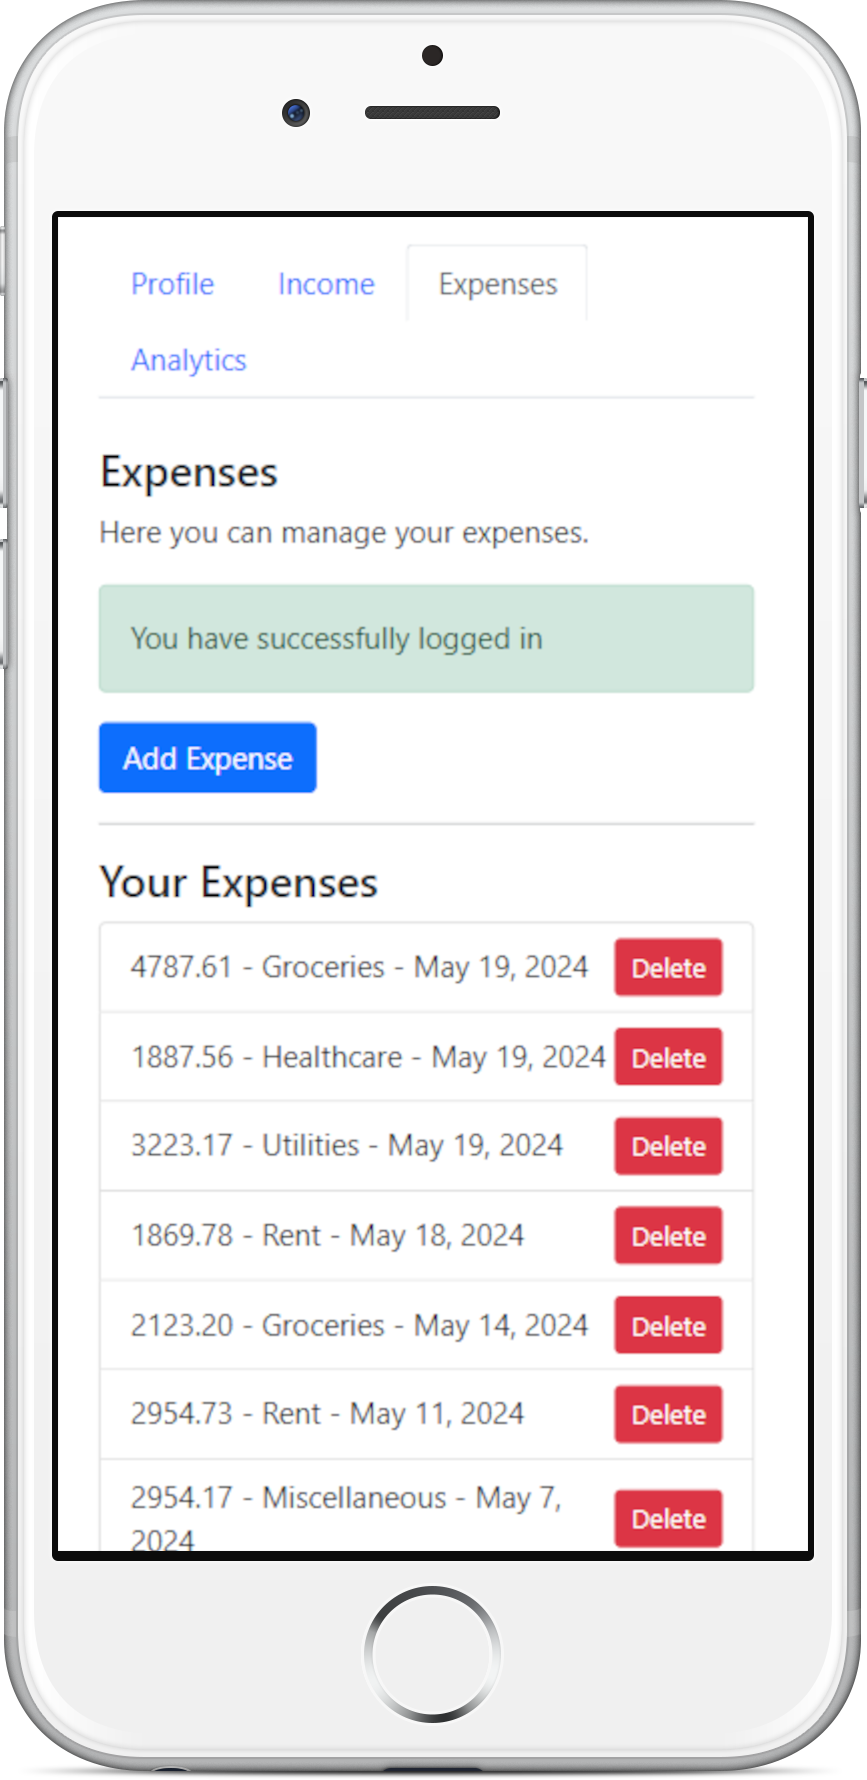 Profile Income Expenses
Analytics
Expenses
Here you can manage your expenses.
You have successfully logged in
Add Expense
Your Expenses
4787.61 - Groceries - May 19, 2024 Delete
1887.56 - Healthcare - May 19, 2024 Delete
3223.17 - Utilities - May 19, 2024 Delete
1869.78 - Rent - May 18, 2024 Delete
2123.20 - Groceries - May 14, 2024 Delete
2954.73 - Rent - May 11, 2024 Delete
2954.17 - Miscellaneous - May 7, Delete
2024